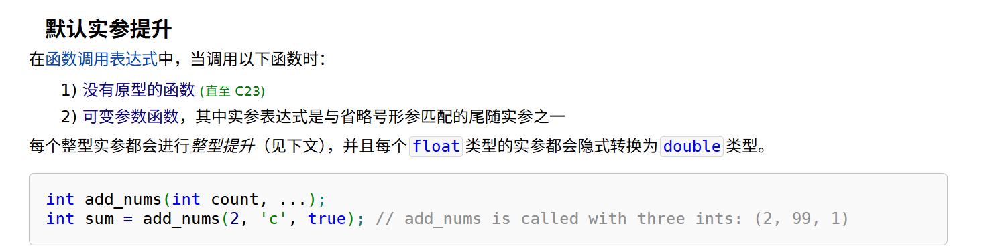 默认实参提升
在函数调用表达式中，当调用以下函数时：
1) 没有原型的函数 (直至 C23)
2) 可变参数函数，其中实参表达式是与省略号形参匹配的尾随实参之一
每个整型实参都会进行整型提升（见下文），并且每个 float 类型的实参都会隐式转换为 double 类型。
int add_nums(int count, ...);
int sum = add_nums(2, 'c', true); // add_nums is called with three ints: (2, 99, 1)